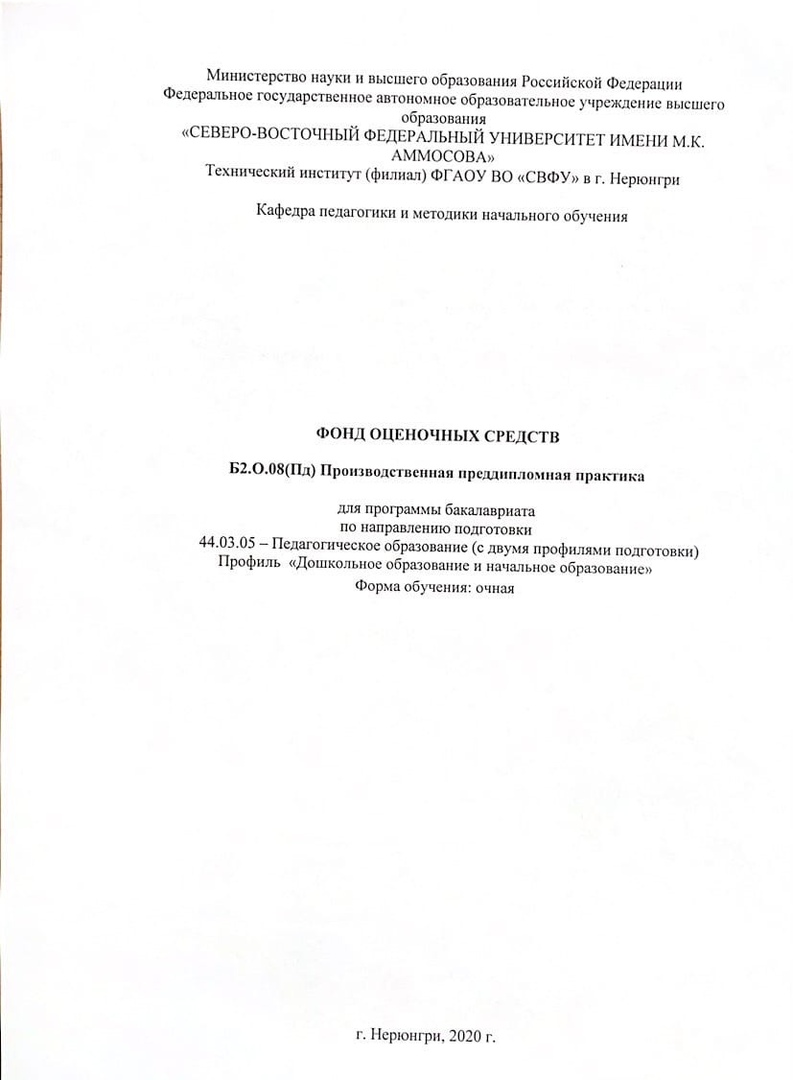 Министерство науки и высшего образования Российской Федерации
Федеральное государственное автономное образовательное учреждение высшего
образования
«СЕВЕРО-ВОСТОЧНЫЙ ФЕДЕРАЛЬНЫЙ УНИВЕРСИТЕТ ИМЕНИ М.К.
АММОСОВА»
Технический институт (филиал) ФГАОУ ВО «СВФУ» в г. Нерюнгри
Кафедра педагогики и методики начального обучения
ФОНД ОЦЕНОЧНЫХ СРЕДСТВ
Б2.О.08(Пд) Производственная преддипломная практика
для программы бакалавриата
по направлению подготовки
44.03.05 – Педагогическое образование (с двумя профилями подготовки)
Профиль «Дошкольное образование и начальное образование»
Форма обучения: очная
г. Нерюнгри, 2020 г.